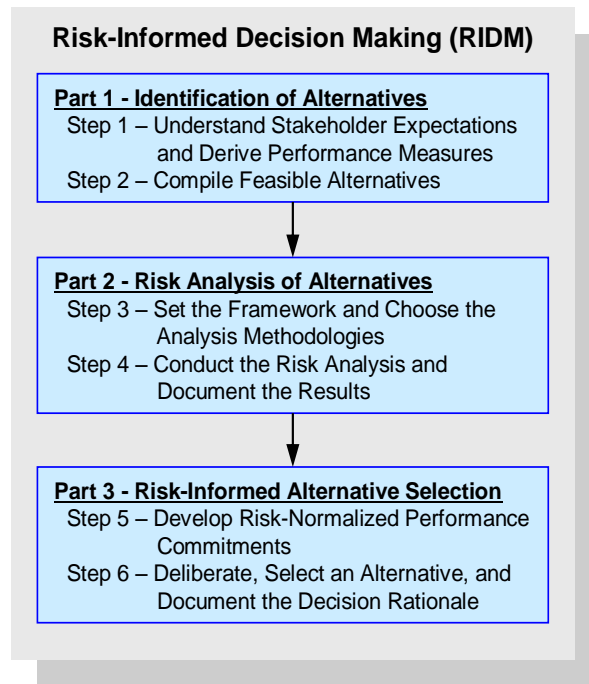 Risk-Informed Decision Making (RIDM)
Part 1 - Identification of Alternatives
Step 1 – Understand Stakeholder Expectations
and Derive Performance Measures
Step 2 – Compile Feasible Alternatives
Part 2 - Risk Analysis of Alternatives
Step 3 – Set the Framework and Choose the
Analysis Methodologies
Step 4 – Conduct the Risk Analysis and
Document the Results
Part 3 - Risk-Informed Alternative Selection
Step 5 – Develop Risk-Normalized Performance
Commitments
Step 6 – Deliberate, Select an Alternative, and
Document the Decision Rationale